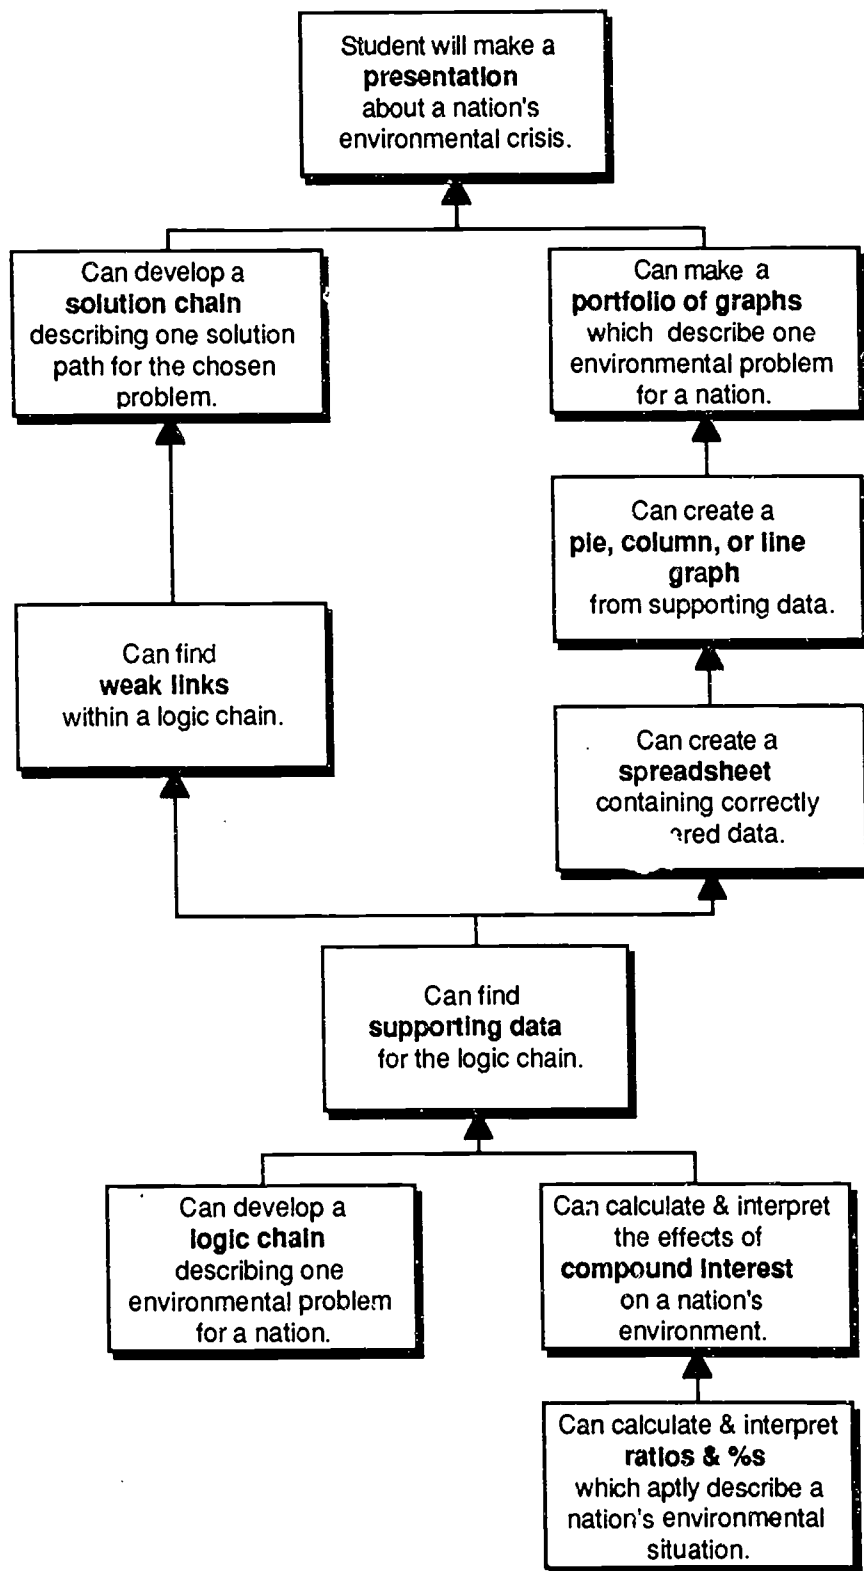 Student will make a
presentation
about a nation's
environmental crisis.
Can develop a
solution chain
describing one solution
path for the chosen
problem.
Can make a
portfolio of graphs
which describe one
environmental problem
for a nation.
Can create a
pie, column, or line
graph
from supporting data.
Can find
weak links
within a logic chain.
Can create a
spreadsheet
containing correctly
data.
Can find
supporting data
for the logic chain.
Can develop a
logic chain
describing one
environmental problem
for a nation.
Can calculate & interpret
the effects of
compound interest
on a nation's
environment.
Can calculate & interpret
ratios & %s
which aptly describe a
nation's environmental
situation.